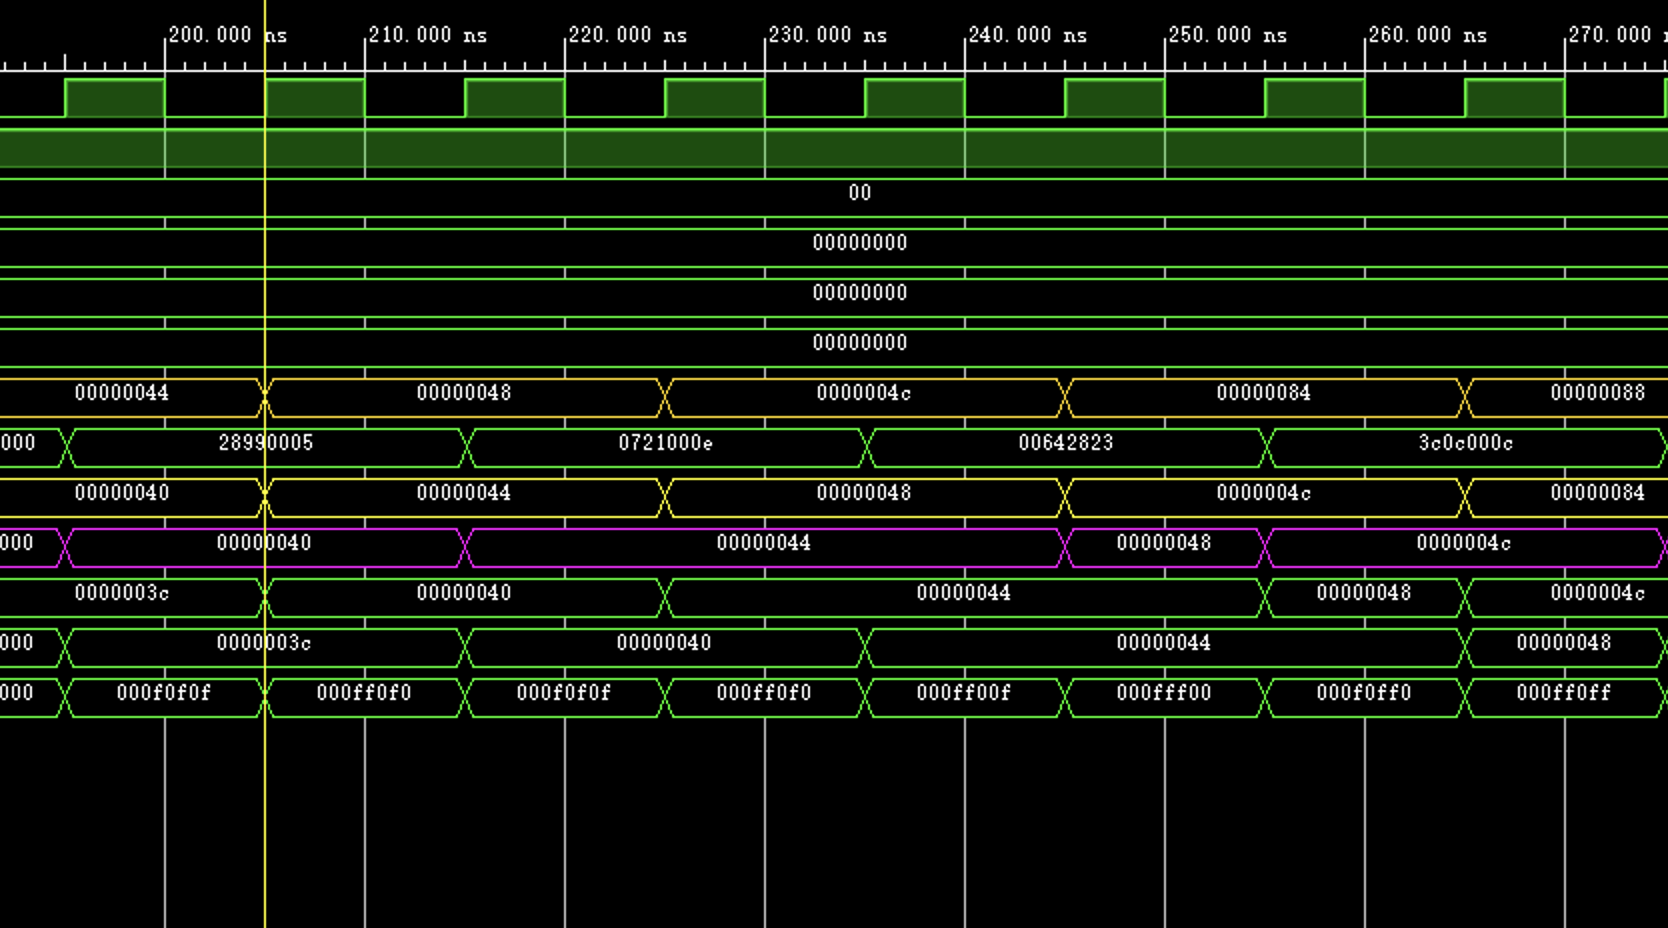 200.000 ns 210.000 ns 220.000 ns 230.000 ns 240.000 ns 250.000 ns 260.000 ns 270.000
00
00000000
00000000
00000000
00000044 00000048 0000004c 00000084 00000088
000 28990005 0721000e 00642823 3c0c000c
00000040 00000044 00000048 0000004c 00000084
000 00000040 00000044 00000048 0000004c
0000003c 00000040 00000044 00000048 0000004c
000 0000003c 00000040 00000044 00000048
000 000f0f0f 000ff0f0 000f0f0f 000ff0f0 000ff00f 000fff00 000f0ff0 000ff0ff